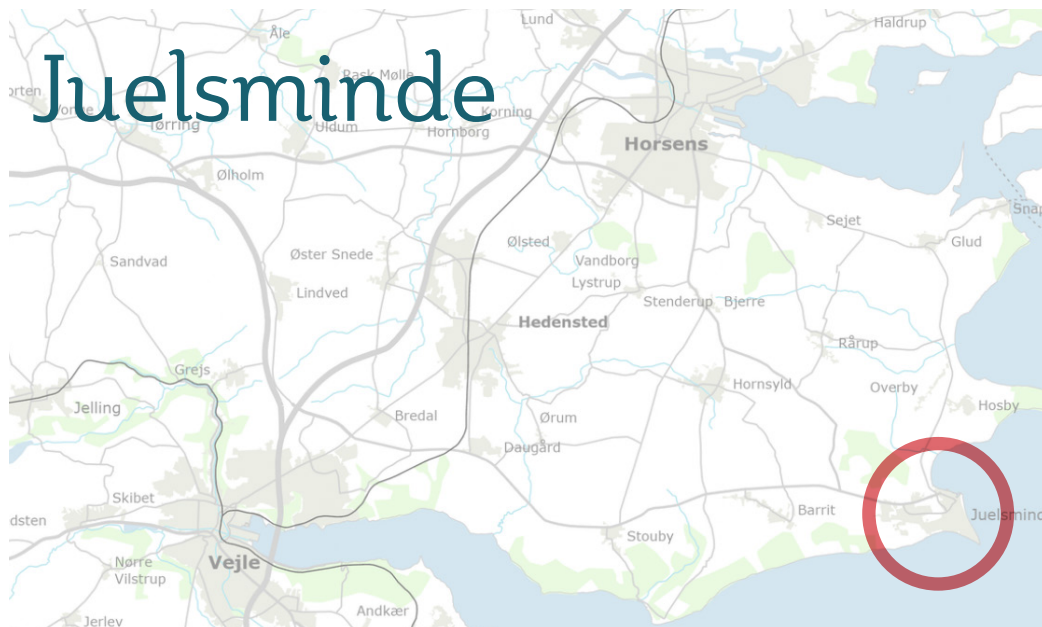 Juelsminde
Lund
Haldrup
Åle
Rask Mølle
Korning
Tørring
Uldum
Hornborg
Horsens
Ølholm
Sejet
Glud
Ølsted
Sandvad
Øster Snede
Vandborg
Lystrup
Lindved
Stenderup
Bjerre
Hedensted
Rårup
Grejs
Hornsyld
Overby
Jelling
Bredal
Ørum
Hosby
Daugård
Skibet
Barrit
dsten
Stouby
Nørre
Vilstrup
Vejle
Andkær
Jerlev